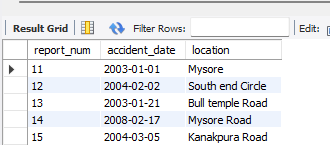 Result Grid Filter Rows: Edit:
report_num accident_date location
11 2003-01-01 Mysore
12 2004-02-02 South end Circle
13 2003-01-21 Bull temple Road
14 2008-02-17 Mysore Road
15 2004-03-05 Kanakpura Road